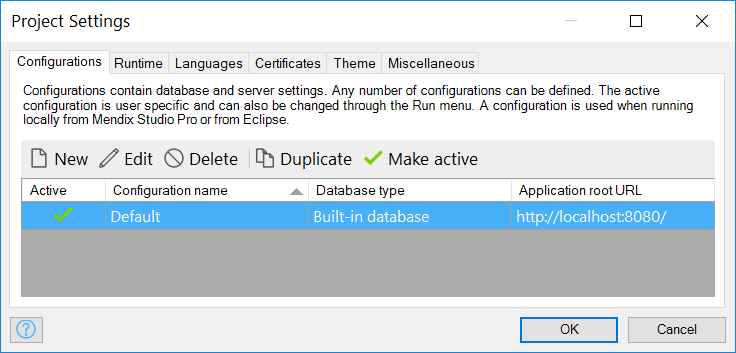 Project Settings
Configurations Runtime Languages Certificates Theme Miscellaneous
Configurations contain database and server settings. Any number of configurations can be defined. The active
configuration is user specific and can also be changed through the Run menu. A configuration is used when running
locally from Mendix Studio Pro or from Eclipse.
New Edit Delete Duplicate Make active
Active Configuration name Database type Application root URL
Default Built-in database http://localhost:8080/
? OK Cancel